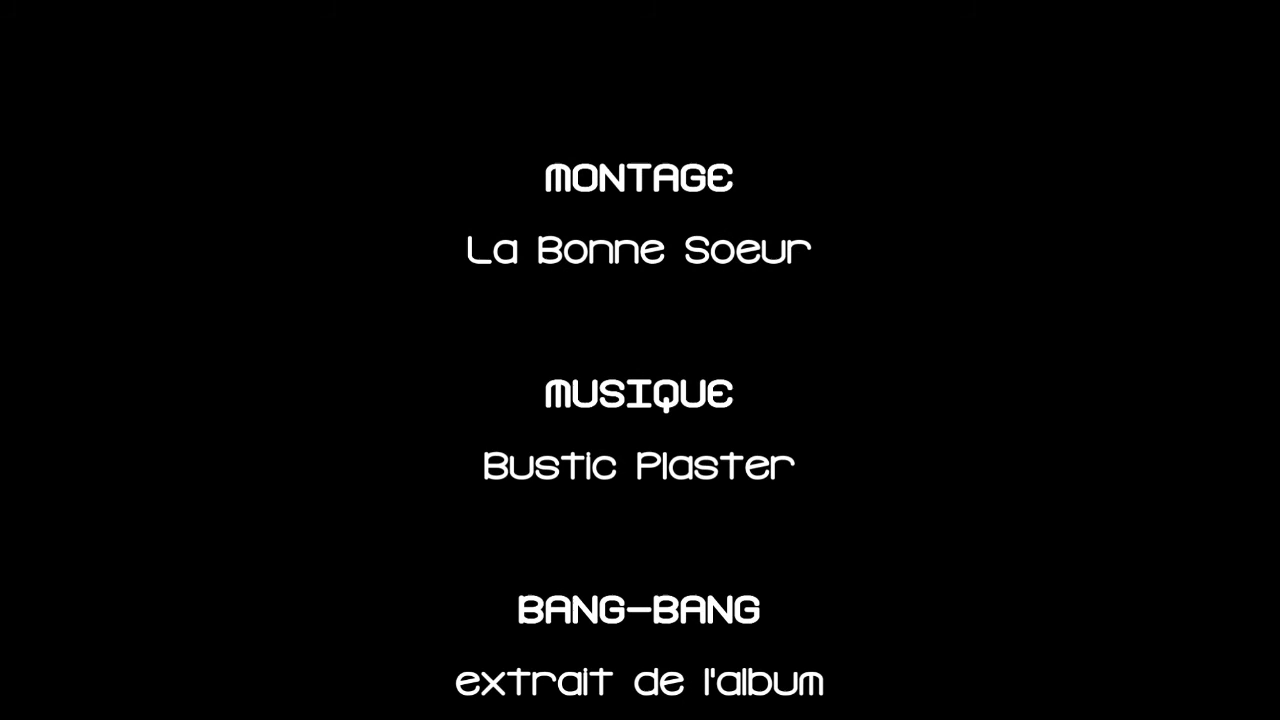 MONTAGE
La Bonne Soeur
MUSIQUE
Bustic Plaster
BANG-BANG
extrait de l'album